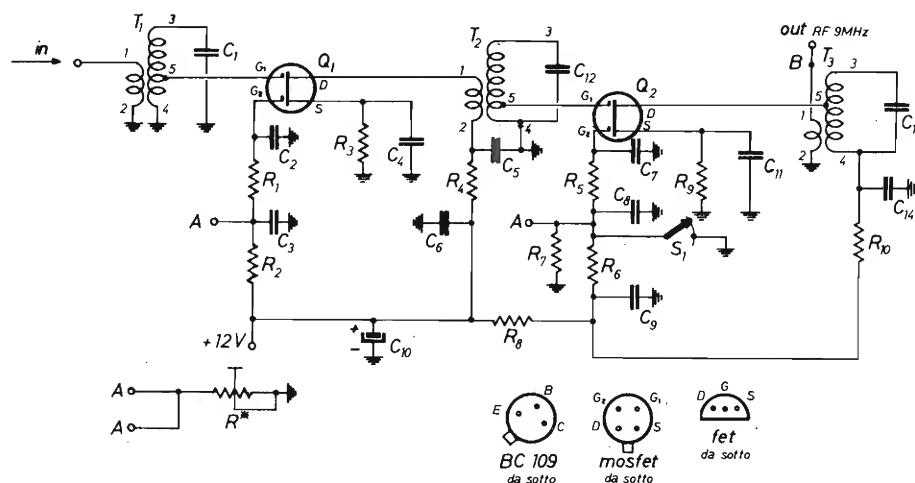 in
1
2
T1
3
5
4
C1
G1
G2
Q1
D
S
C2
R1
A
C3
R2
R3
C4
+12V
+
-
C10
T2
1
2
3
5
4
C12
C5
R4
C6
R8
G1
G2
Q2
D
S
C7
R5
A
C8
R7
R6
S1
C9
R9
C11
out RF 9MHz
B
T3
1
2
3
5
4
C1
C14
R10
A
A
R*
E
B
C
BC 109
da sotto
G2
G1
D
S
mosfet
da sotto
D
G
S
fet
da sotto